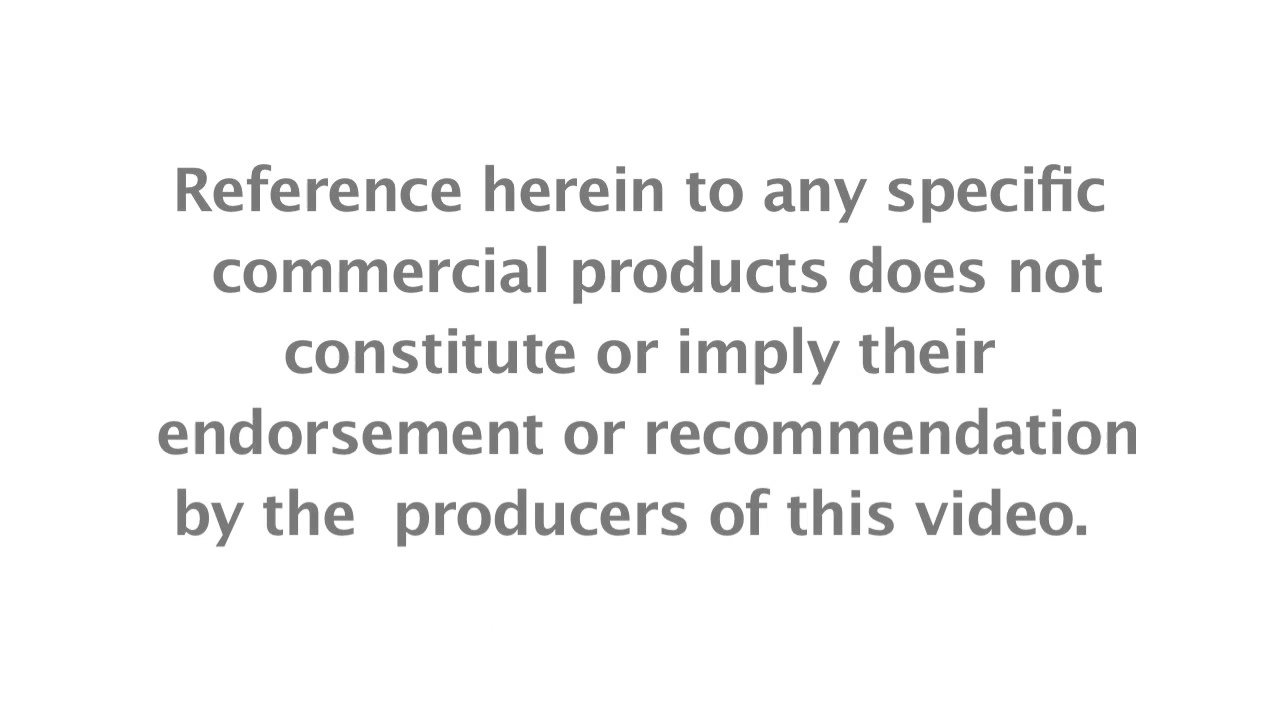 Reference herein to any specific
commercial products does not
constitute or imply their
endorsement or recommendation
by the  producers of this video.